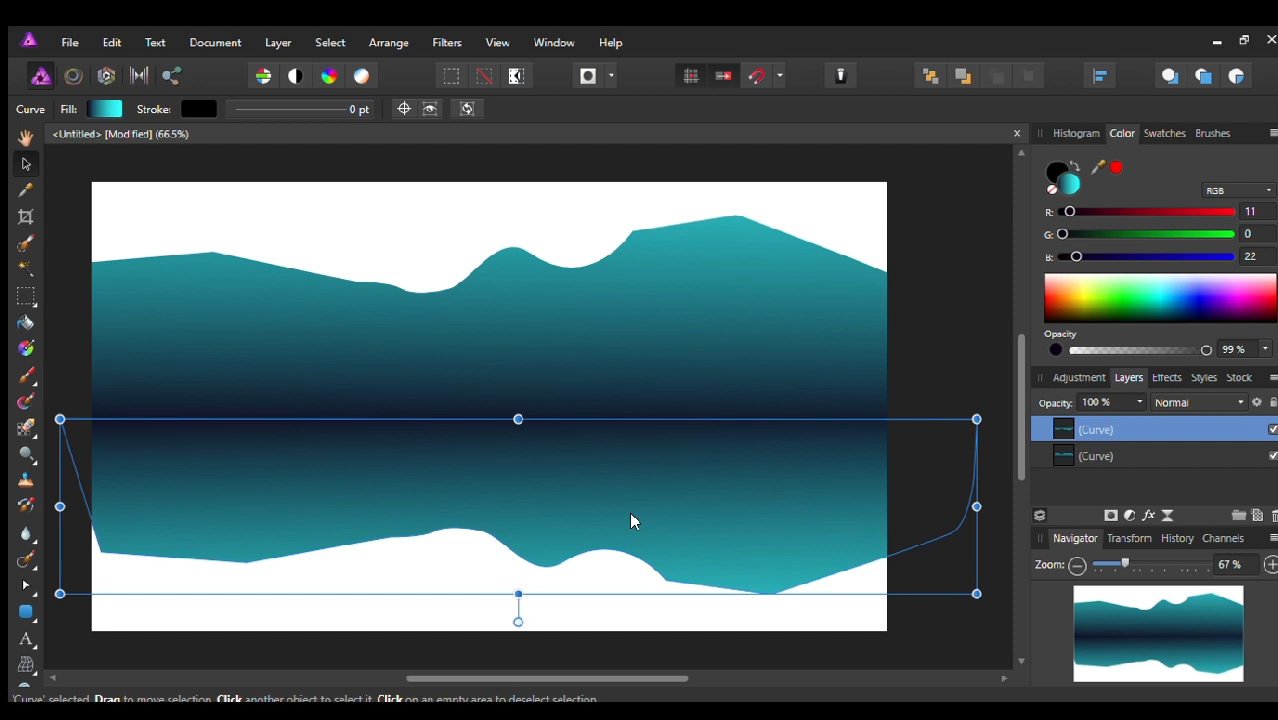 File Edit Text Document Layer Select Arrange Filters View Window Help
Curve Fill: Stroke: 0 pt
<Untitled> [Modified] (66.5%)
Histogram Color Swatches Brushes
RGB
R: 11
G: 0
B: 22
Opacity
99 %
Adjustment Layers Effects Styles Stock
Opacity: 100 % Normal
(Curve)
(Curve)
fx
Navigator Transform History Channels
Zoom: 67 %
A
'Curve' selected. Drag to move selection. Click another object to select it. Click on an empty area to deselect selection.